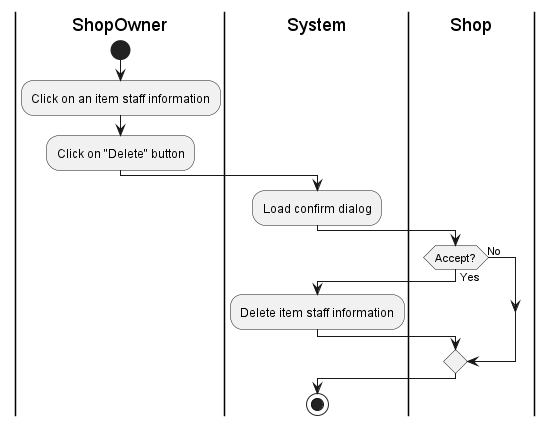 ShopOwner
System
Shop
Click on an item staff information
Click on "Delete" button
Load confirm dialog
Accept?
No
Yes
Delete item staff information